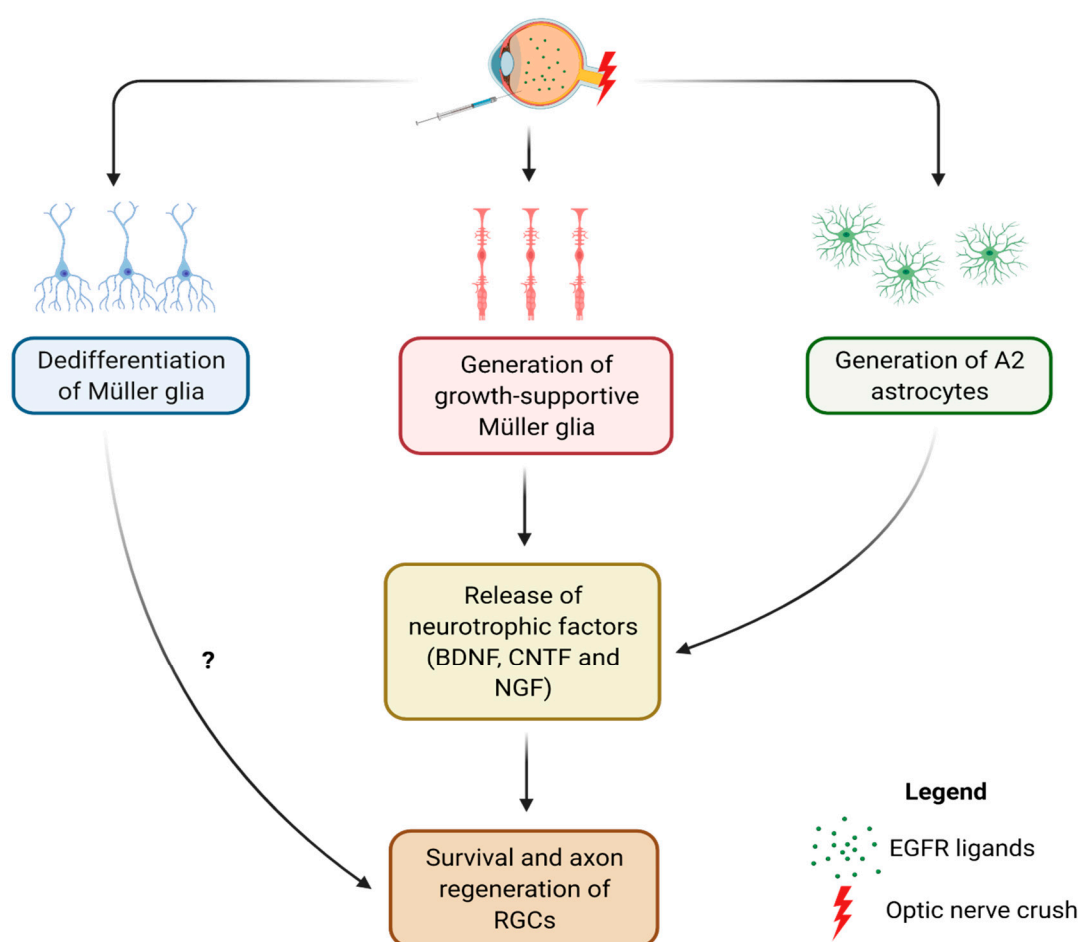 Dedifferentiation
of Müller glia
Generation of
growth-supportive
Müller glia
Generation of A2
astrocytes
Release of
neurotrophic factors
(BDNF, CNTF and
NGF)
?
Survival and axon
regeneration of
RGCs
Legend
EGFR ligands
Optic nerve crush